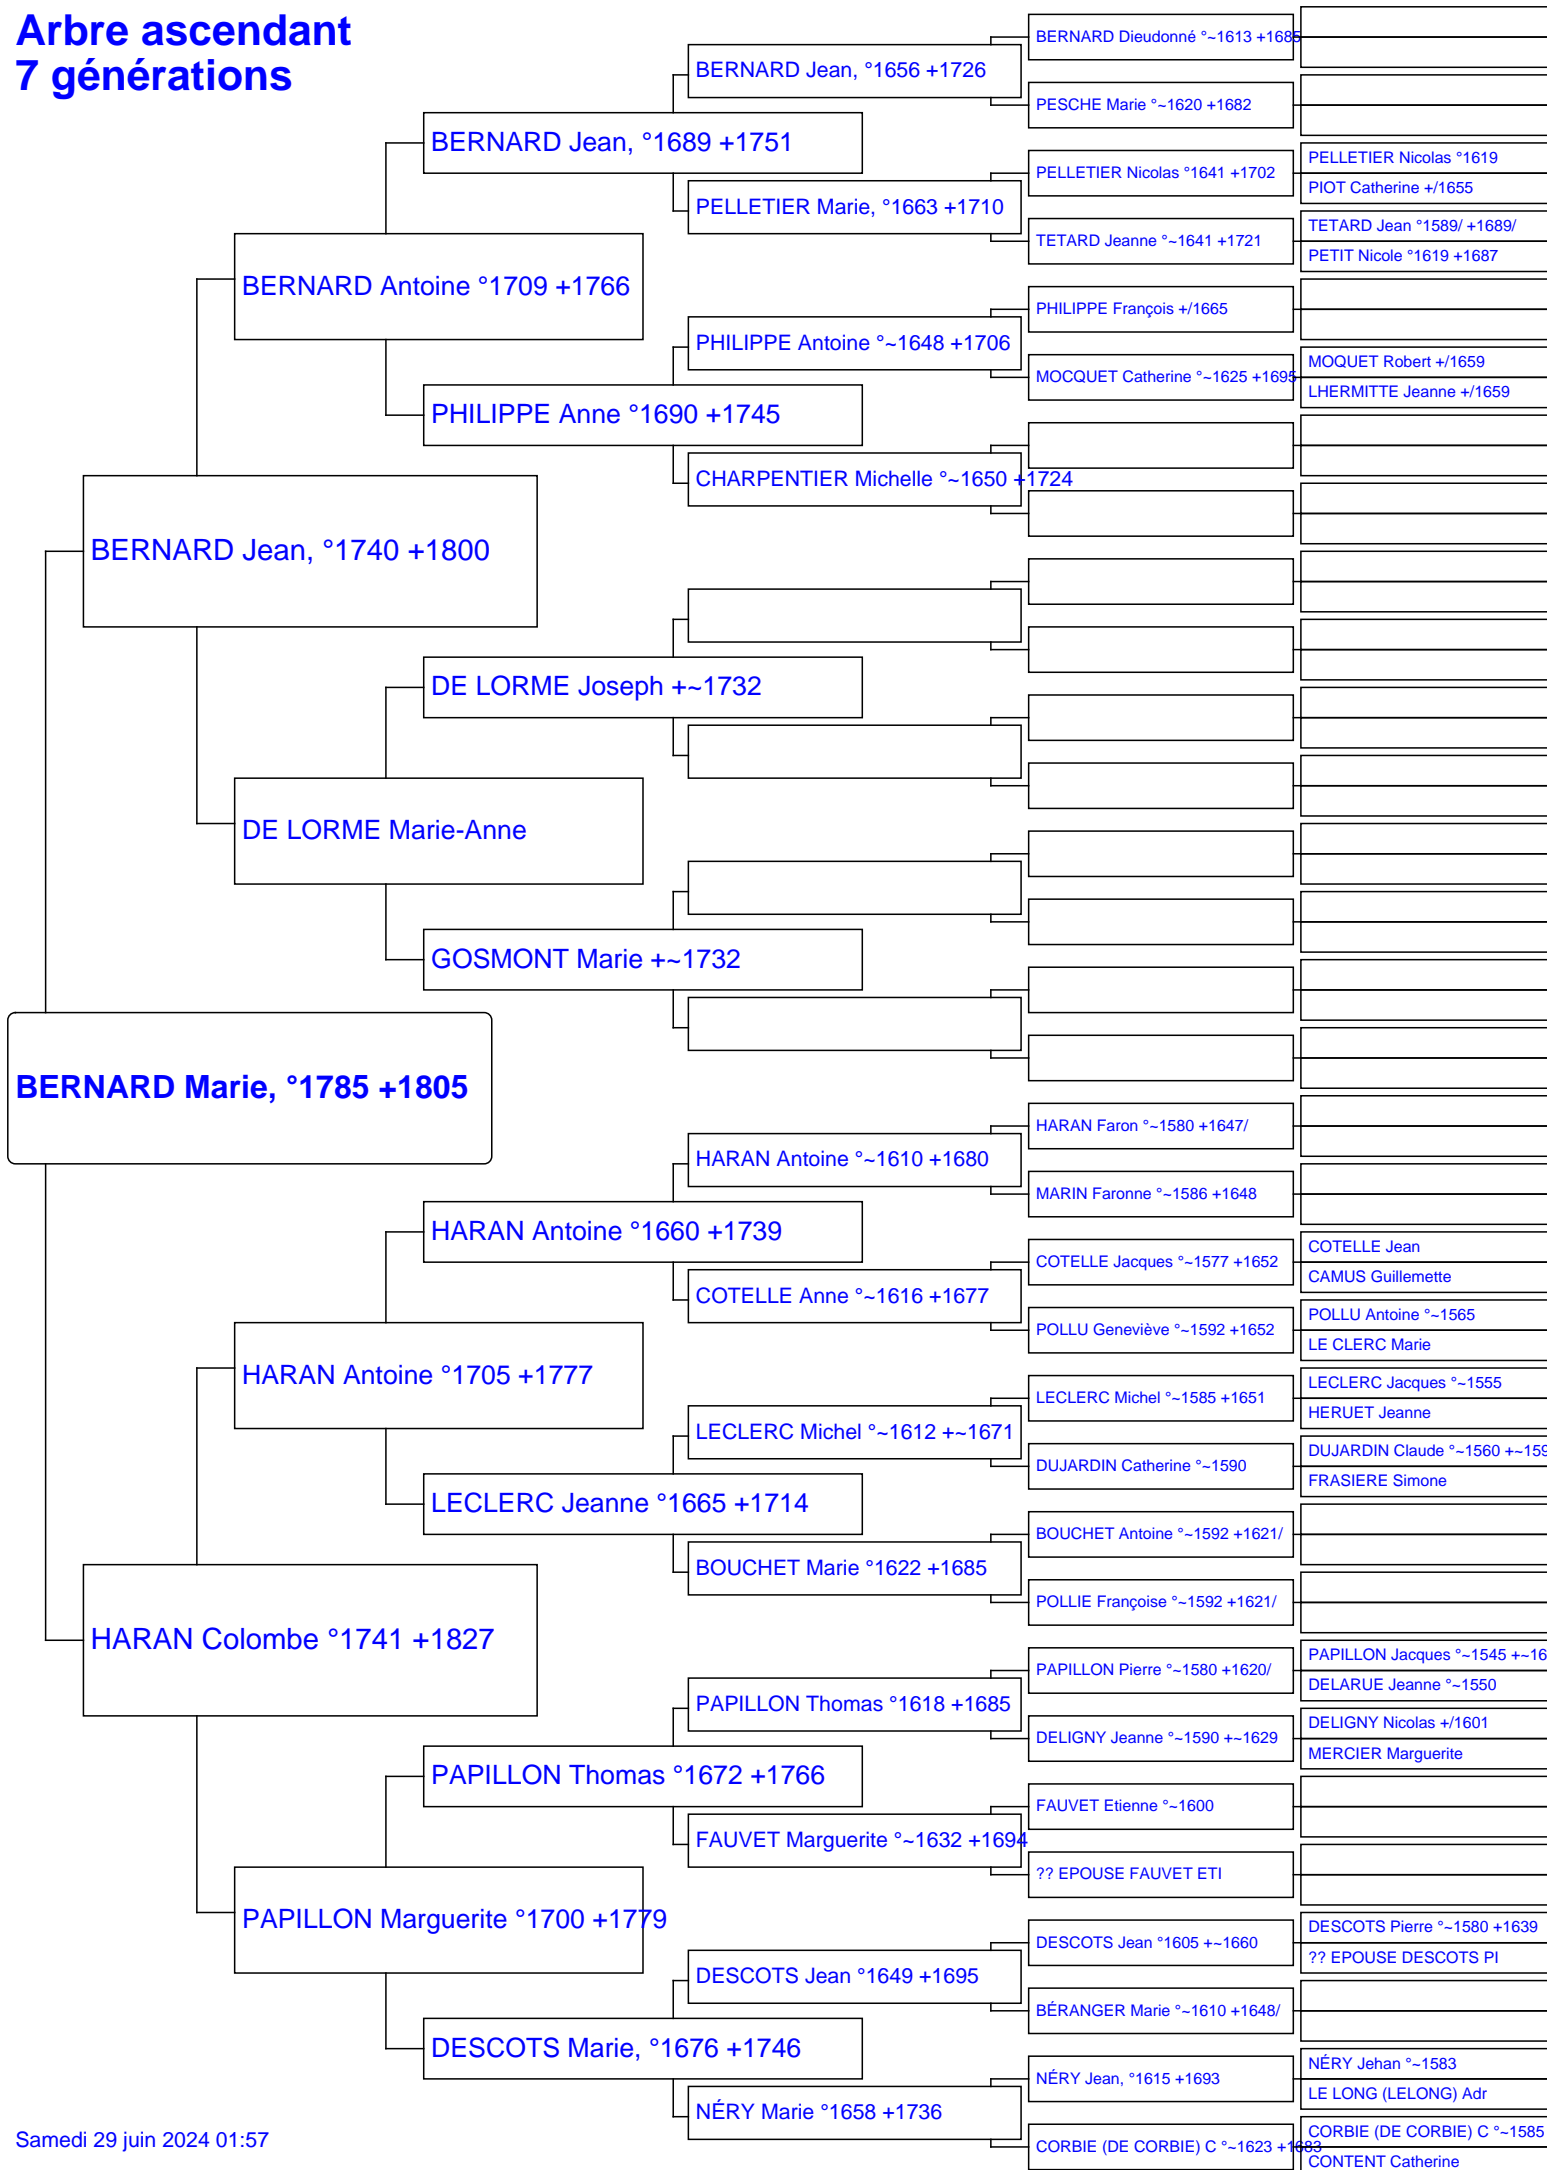 Arbre ascendant
7 générations
BERNARD Marie, °1785 +1805
BERNARD Jean, °1740 +1800
HARAN Colombe °1741 +1827
BERNARD Antoine °1709 +1766
DE LORME Marie-Anne
HARAN Antoine °1705 +1777
PAPILLON Marguerite °1700 +1779
BERNARD Jean, °1689 +1751
PHILIPPE Anne °1690 +1745
DE LORME Joseph +~1732
GOSMONT Marie +~1732
HARAN Antoine °1660 +1739
LECLERC Jeanne °1665 +1714
PAPILLON Thomas °1672 +1766
DESCOTS Marie, °1676 +1746
BERNARD Jean, °1656 +1726
PELLETIER Marie, °1663 +1710
PHILIPPE Antoine °~1648 +1706
CHARPENTIER Michelle °~1650 +1724
HARAN Antoine °~1610 +1680
COTELLE Anne °~1616 +1677
LECLERC Michel °~1612 +~1671
BOUCHET Marie °1622 +1685
PAPILLON Thomas °1618 +1685
FAUVET Marguerite °~1632 +1694
DESCOTS Jean °1649 +1695
NÉRY Marie °1658 +1736
BERNARD Dieudonné °~1613 +1685
PESCHE Marie °~1620 +1682
PELLETIER Nicolas °1641 +1702
TETARD Jeanne °~1641 +1721
PHILIPPE François +/1665
MOCQUET Catherine °~1625 +1695
HARAN Faron °~1580 +1647/
MARIN Faronne °~1586 +1648
COTELLE Jacques °~1577 +1652
POLLU Geneviève °~1592 +1652
LECLERC Michel °~1585 +1651
DUJARDIN Catherine °~1590
BOUCHET Antoine °~1592 +1621/
POLLIE Françoise °~1592 +1621/
PAPILLON Pierre °~1580 +1620/
DELIGNY Jeanne °~1590 +~1629
FAUVET Etienne °~1600
?? EPOUSE FAUVET ETI
DESCOTS Jean °1605 +~1660
BÉRANGER Marie °~1610 +1648/
NÉRY Jean, °1615 +1693
CORBIE (DE CORBIE) C °~1623 +1683
PELLETIER Nicolas °1619
PIOT Catherine +/1655
TETARD Jean °1589/ +1689/
PETIT Nicole °1619 +1687
MOQUET Robert +/1659
LHERMITTE Jeanne +/1659
COTELLE Jean
CAMUS Guillemette
POLLU Antoine °~1565
LE CLERC Marie
LECLERC Jacques °~1555
HERUET Jeanne
DUJARDIN Claude °~1560 +~159
FRASIERE Simone
PAPILLON Jacques °~1545 +~16
DELARUE Jeanne °~1550
DELIGNY Nicolas +/1601
MERCIER Marguerite
DESCOTS Pierre °~1580 +1639
?? EPOUSE DESCOTS PI
NÉRY Jehan °~1583
LE LONG (LELONG) Adr
CORBIE (DE CORBIE) C °~1585
CONTENT Catherine
Samedi 29 juin 2024 01:57